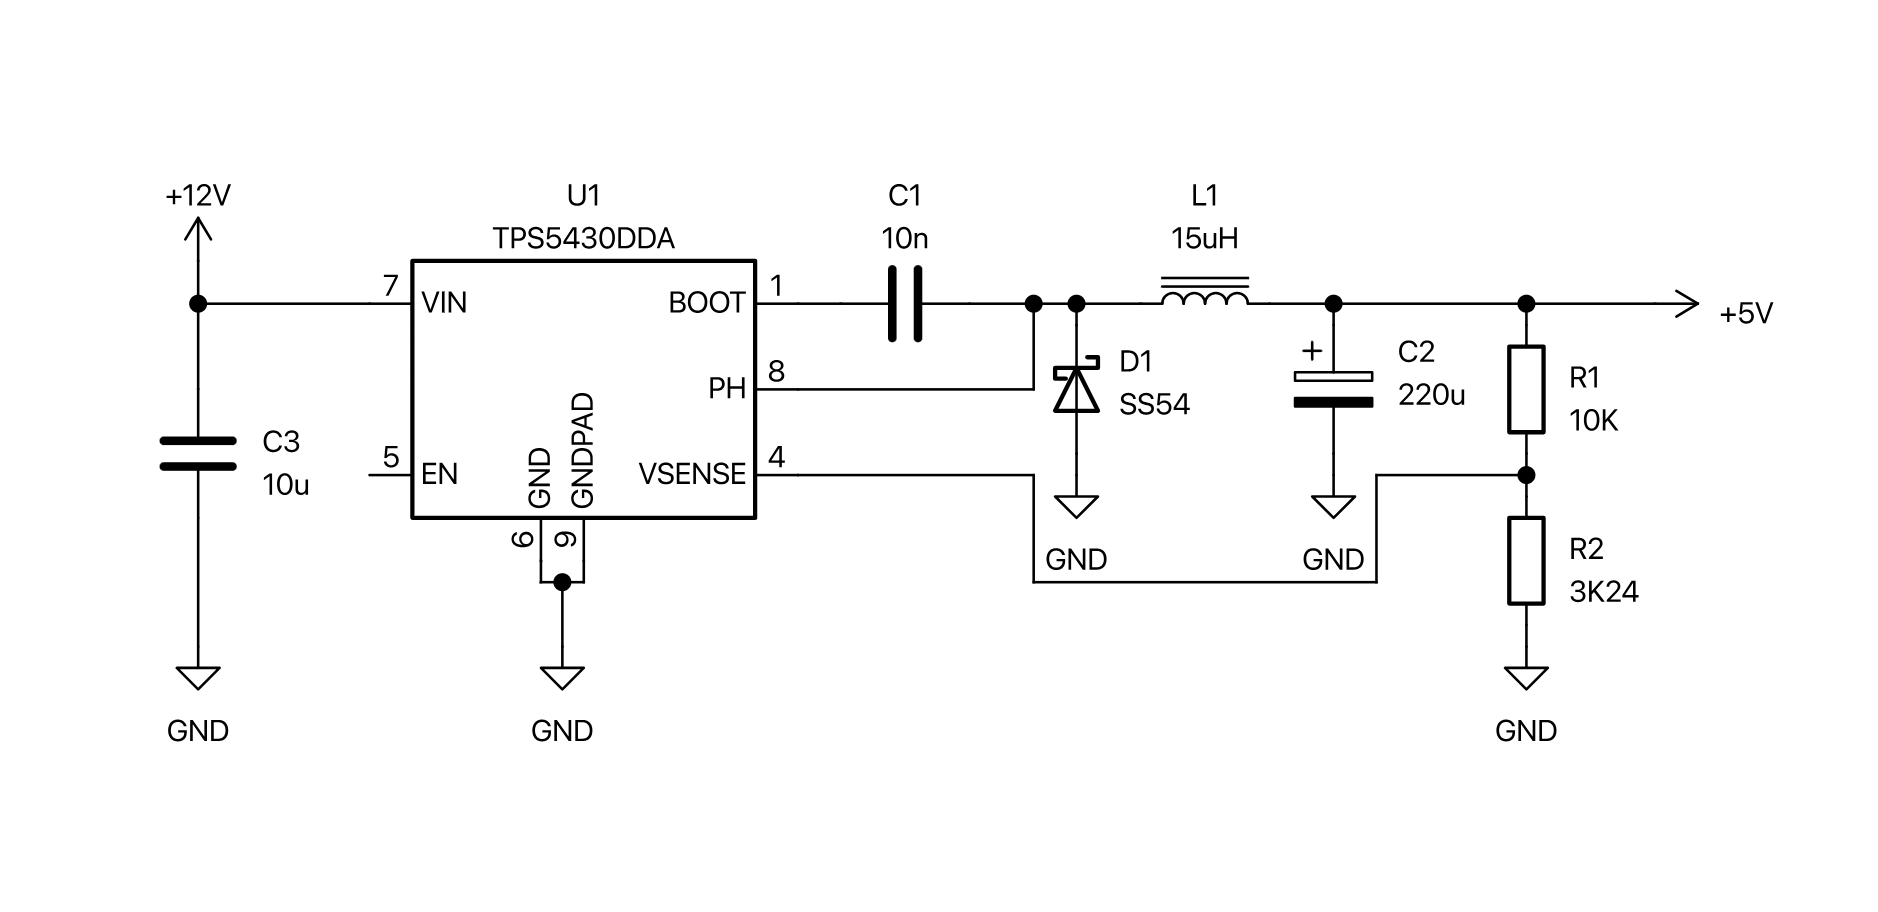 +12V
U1
TPS5430DDA
C1
10n
L1
15uH
7
VIN
BOOT
1
+5V
D1
SS54
+
C2
220u
R1
10K
PH
8
C3
10u
5
EN
GND
GNDPAD
VSENSE
4
6
9
GND
GND
R2
3K24
GND
GND
GND